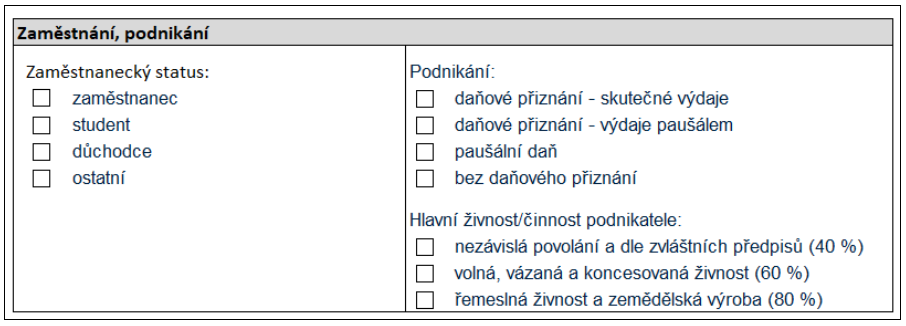 Zaměstnání, podnikání
Zaměstnanecký status:
zaměstnanec
student
důchodce
ostatní
Podnikání:
daňové přiznání - skutečné výdaje
daňové přiznání - výdaje paušálem
paušální daň
bez daňového přiznání
Hlavní živnost/činnost podnikatele:
nezávislá povolání a dle zvláštních předpisů (40 %)
volná, vázaná a koncesovaná živnost (60 %)
řemeslná živnost a zemědělská výroba (80 %)